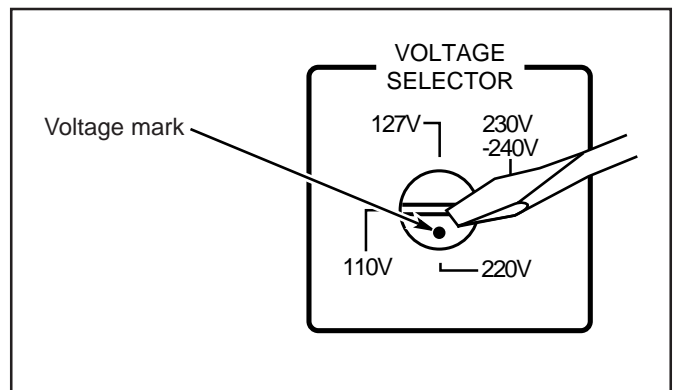 VOLTAGE
SELECTOR
Voltage mark
127V
230V
-240V
110V
220V